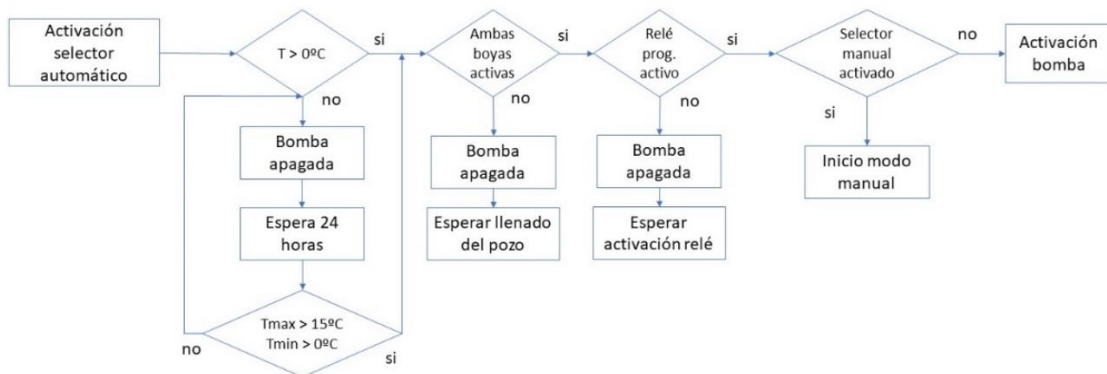 Activación
selector
automático
T > 0ºC
si
no
Bomba
apagada
Espera 24
horas
Tmax > 15ºC
Tmin > 0ºC
no
si
Ambas
boyas
activas
si
no
Bomba
apagada
Esperar llenado
del pozo
Relé
prog.
activo
si
no
Bomba
apagada
Esperar
activación relé
Selector
manual
activado
no
si
Inicio modo
manual
Activación
bomba